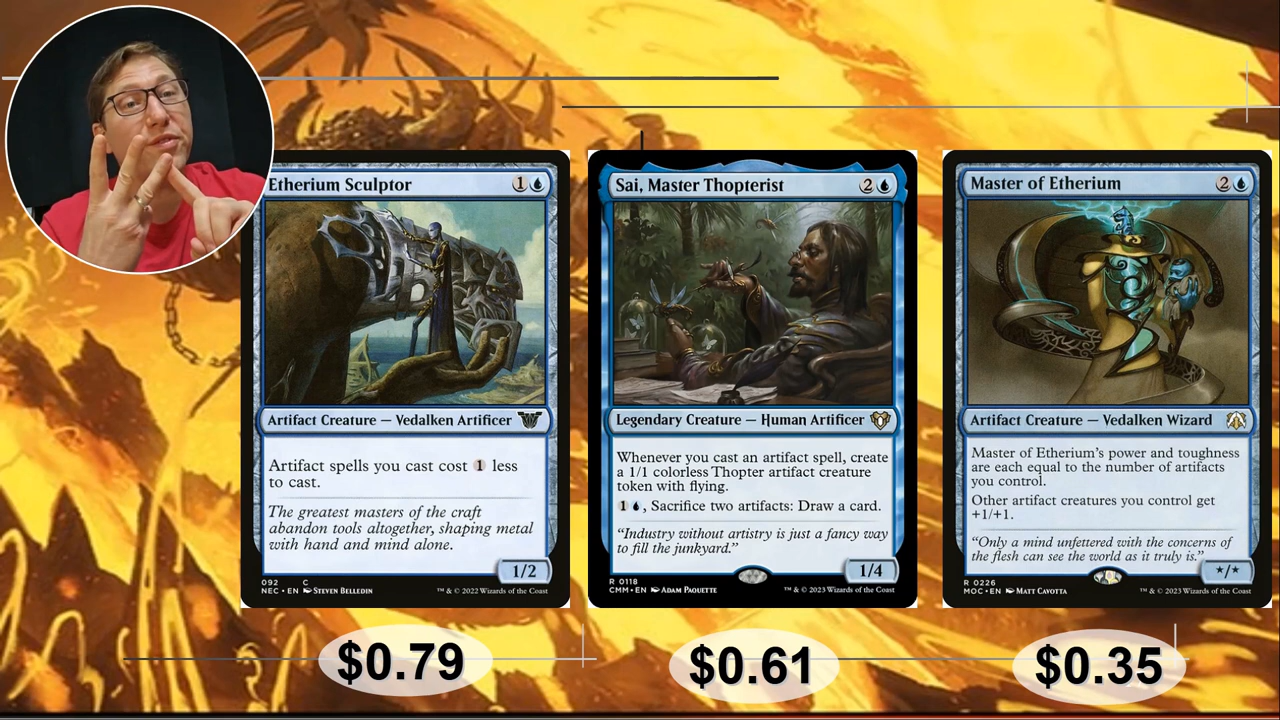 Etherium Sculptor
1
Artifact Creature — Vedalken Artificer
Artifact spells you cast cost 1 less
to cast.
The greatest masters of the craft
abandon tools altogether, shaping metal
with hand and mind alone.
1/2
092 C
NEC • EN Steven Belledin
™ & © 2022 Wizards of the Coast
$0.79
Sai, Master Thopterist
2
Legendary Creature — Human Artificer
Whenever you cast an artifact spell, create
a 1/1 colorless Thopter artifact creature
token with flying.
1, Sacrifice two artifacts: Draw a card.
“Industry without artistry is just a fancy way
to fill the junkyard.”
1/4
R 0118
CMM • EN Adam Paquette
™ & © 2023 Wizards of the Coast
$0.61
Master of Etherium
2
Artifact Creature — Vedalken Wizard
Master of Etherium’s power and toughness
are each equal to the number of artifacts
you control.
Other artifact creatures you control get
+1/+1.
“Only a mind unfettered with the concerns of
the flesh can see the world as it truly is.”
★/★
R 0226
MOC • EN Matt Cavotta
™ & © 2023 Wizards of the Coast
$0.35